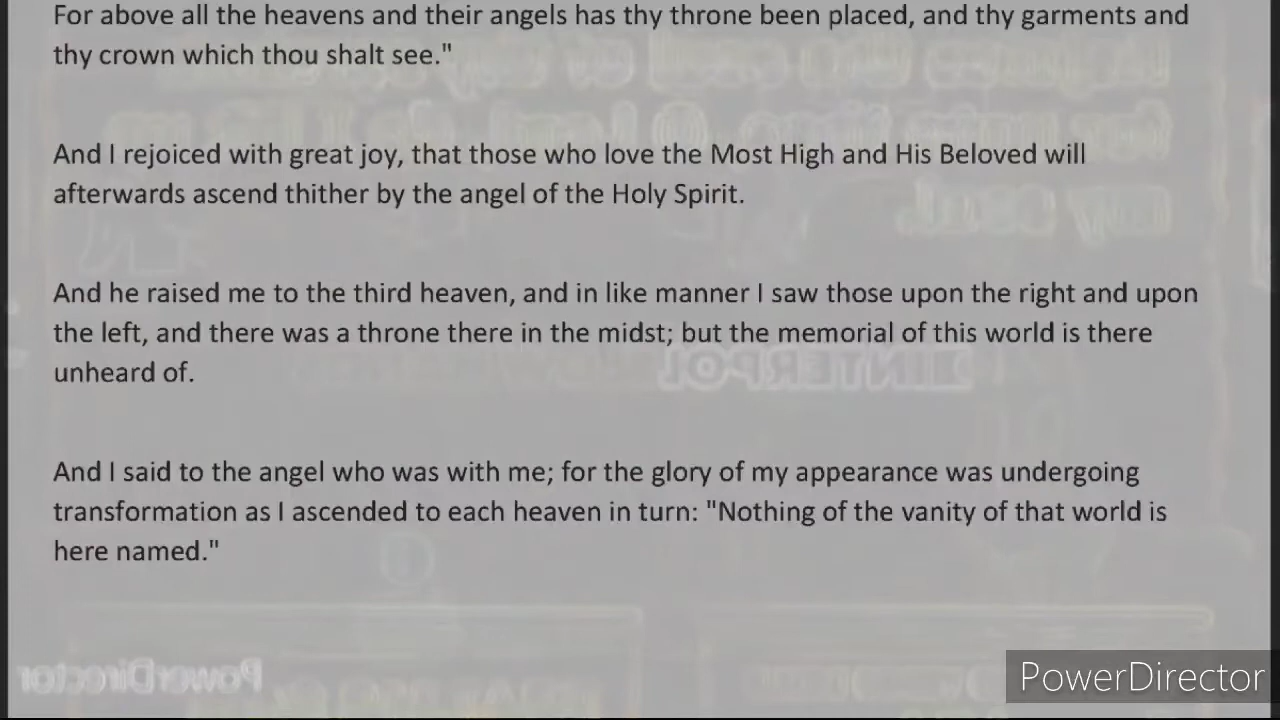 For above all the heavens and their angels has thy throne been placed, and thy garments and
thy crown which thou shalt see."
And I rejoiced with great joy, that those who love the Most High and His Beloved will
afterwards ascend thither by the angel of the Holy Spirit.
And he raised me to the third heaven, and in like manner I saw those upon the right and upon
the left, and there was a throne there in the midst; but the memorial of this world is there
unheard of.
And I said to the angel who was with me; for the glory of my appearance was undergoing
transformation as I ascended to each heaven in turn: "Nothing of the vanity of that world is
here named."
INTERPOL
PowerDirector
PowerDirector